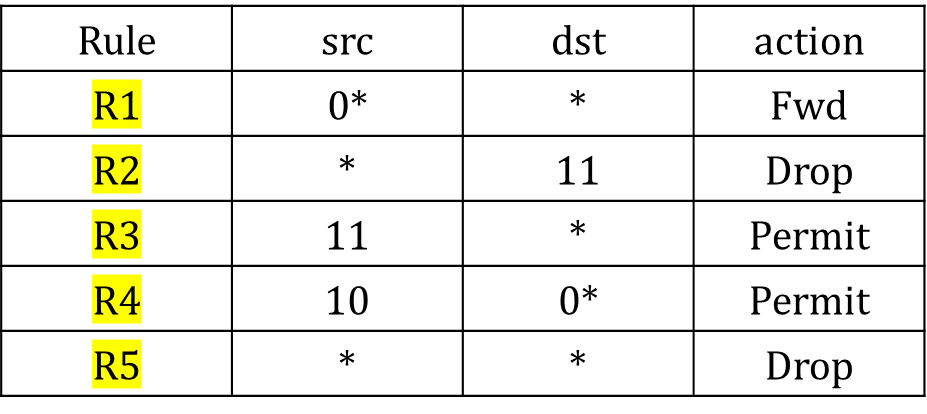 Rule src dst action
R1 0* * Fwd
R2 * 11 Drop
R3 11 * Permit
R4 10 0* Permit
R5 * * Drop